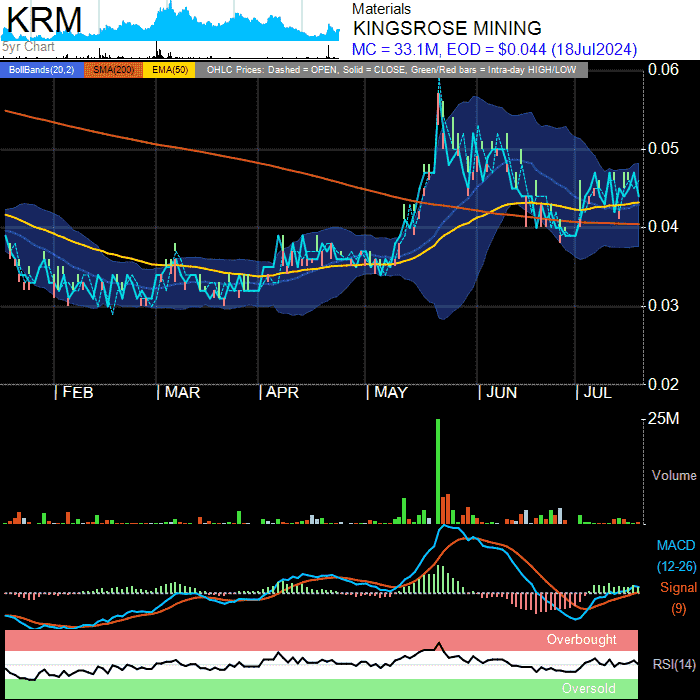 KRM
5yr Chart
Materials
KINGSROSE MINING
MC = 33.1M, EOD = $0.044 (18Jul2024)
BollBands(20,2) SMA(200) EMA(50) OHLC Prices: Dashed = OPEN, Solid = CLOSE, Green/Red bars = Intra-day HIGH/LOW
0.06
0.05
0.04
0.03
0.02
FEB MAR APR MAY JUN JUL
25M
Volume
MACD
(12-26)
Signal
(9)
Overbought
RSI(14)
Oversold